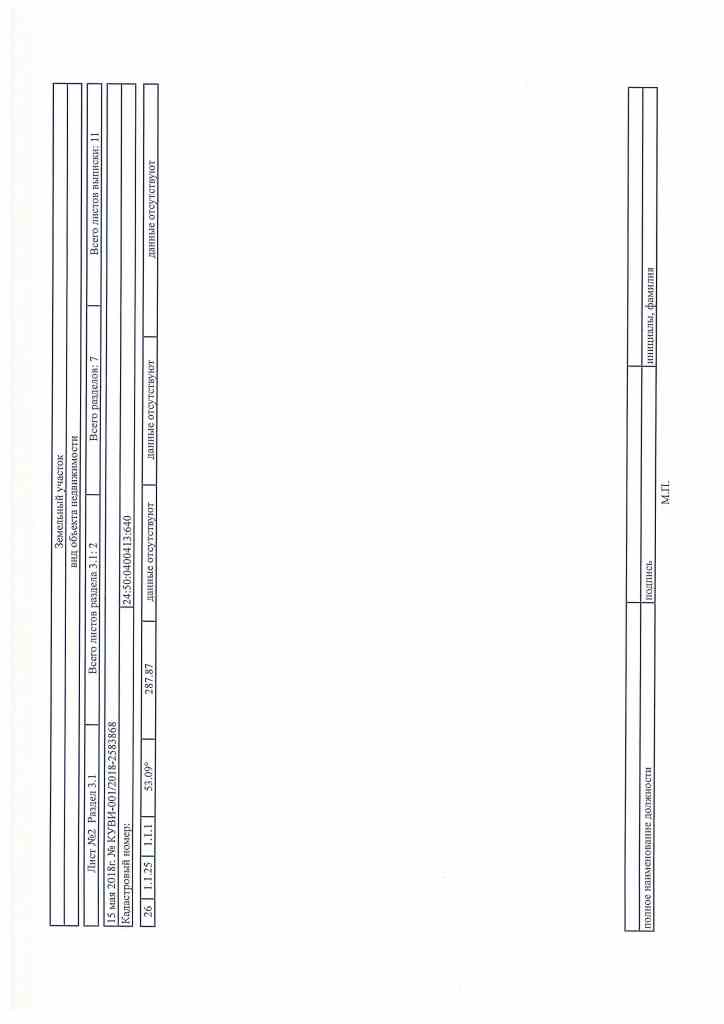 Земельный участок
вид объекта недвижимости
Лист №2 Раздел 3.1 Всего листов раздела 3.1: 2 Всего разделов: 7 Всего листов выписки: 11
15 мая 2018г. № КУВИ-001/2018-2583868
Кадастровый номер: 24:50:0400413:640
26 1.1.25 1.1.1 53.09° 287.87 данные отсутствуют данные отсутствуют данные отсутствуют
полное наименование должности подпись инициалы, фамилия
М.П.